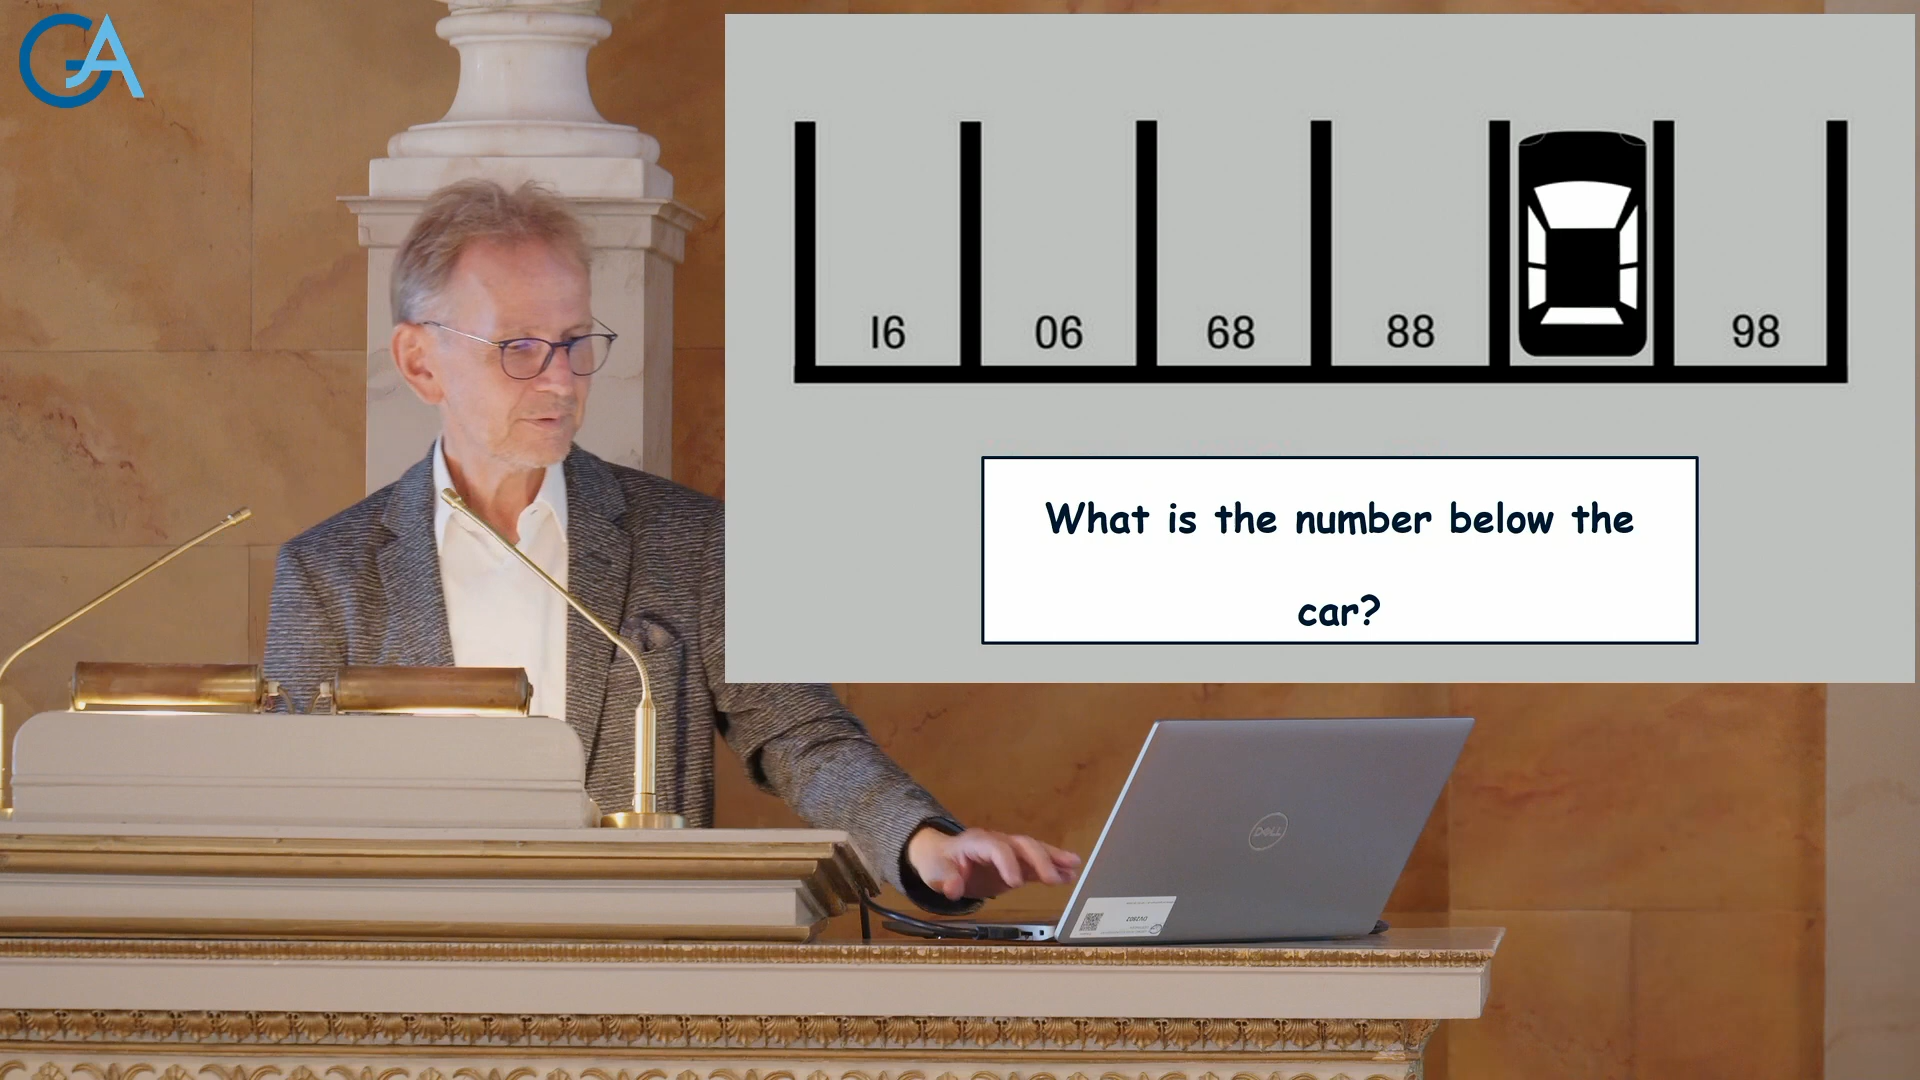 GA
I6 06 68 88 98
What is the number below the
car?
DELL